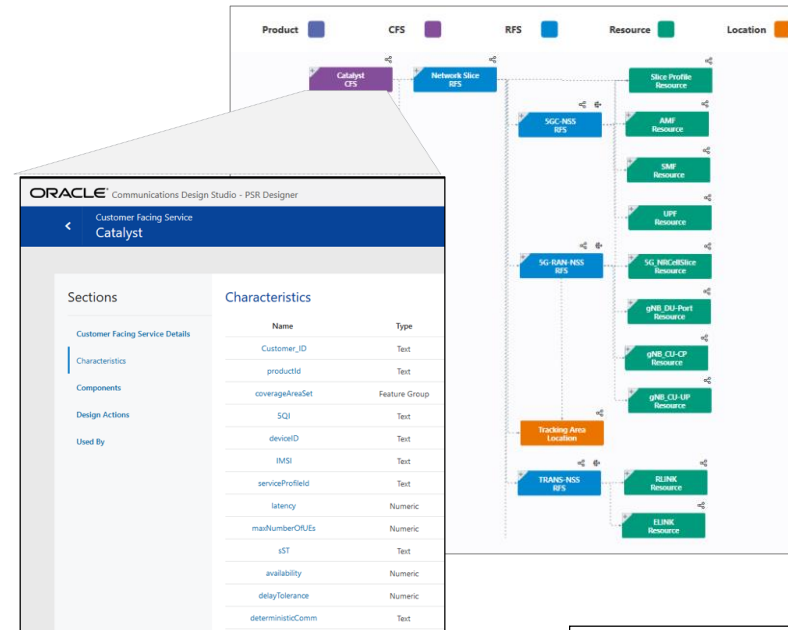 Product CFS RFS Resource Location
Catalyst
CFS
Network Slice
RFS
Slice Profile
Resource
5GC-NSS
RFS
AMF
Resource
SMF
Resource
UPF
Resource
5G-RAN-NSS
RFS
5G_NRCellSlice
Resource
gNB_DU-Port
Resource
gNB_CU-CP
Resource
gNB_CU-UP
Resource
Tracking Area
Location
TRANS-NSS
RFS
RLINK
Resource
ELINK
Resource
ORACLE Communications Design Studio - PSR Designer
Customer Facing Service
Catalyst
Sections
Customer Facing Service Details
Characteristics
Components
Design Actions
Used By
Characteristics
Name Type
Customer_ID Text
productId Text
coverageAreaSet Feature Group
5QI Text
deviceID Text
IMSI Text
serviceProfileId Text
latency Numeric
maxNumberOfUEs Numeric
sST Text
availability Numeric
delayTolerance Numeric
deterministicComm Text